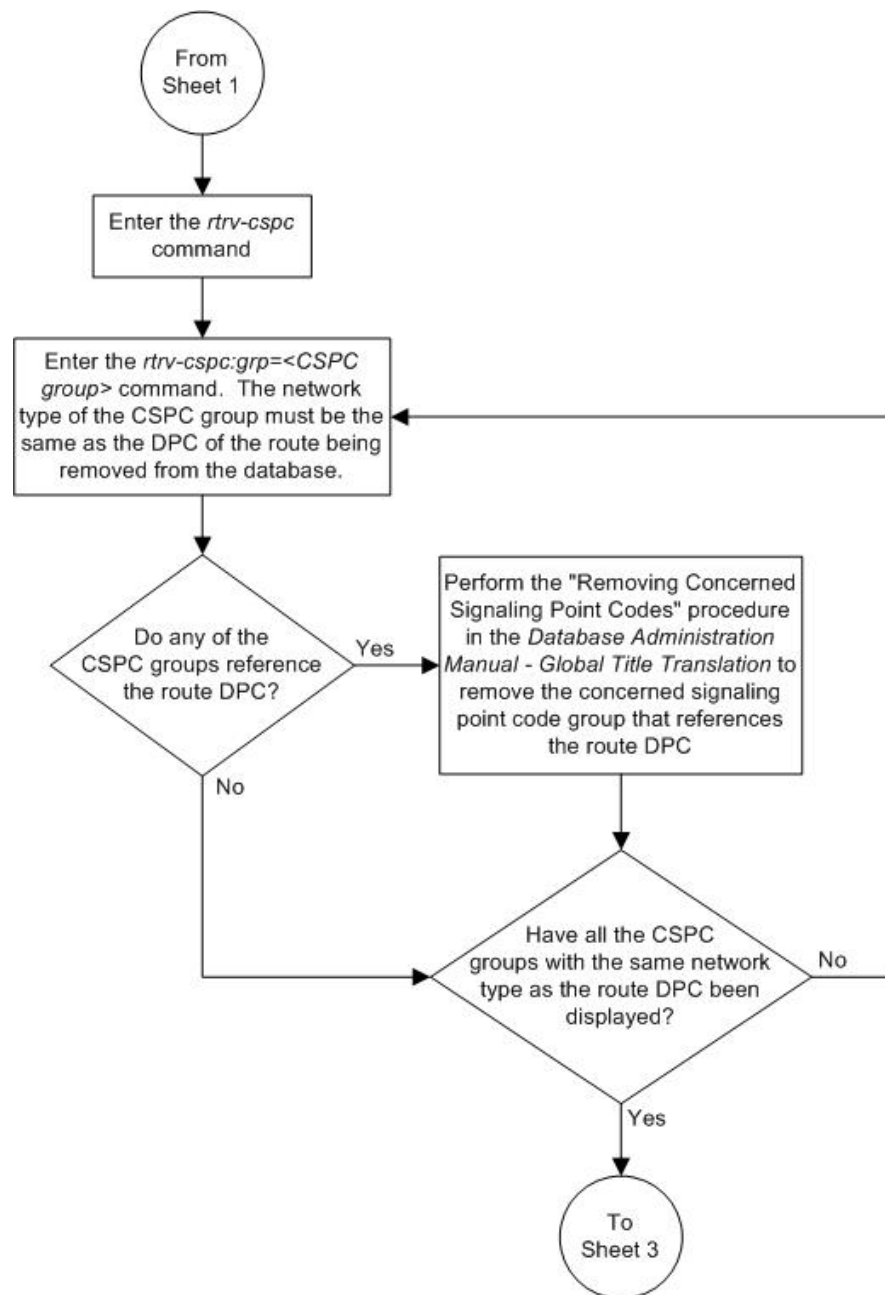 From
Sheet 1
Enter the rtrv-cspc
command
Enter the rtrv-cspc:grp=<CSPC
group> command.  The network
type of the CSPC group must be the
same as the DPC of the route being
removed from the database.
Do any of the
CSPC groups reference
the route DPC?
Yes
No
Perform the "Removing Concerned
Signaling Point Codes" procedure
in the Database Administration
Manual - Global Title Translation to
remove the concerned signaling
point code group that references
the route DPC
Have all the CSPC
groups with the same network
type as the route DPC been
displayed?
No
Yes
To
Sheet 3